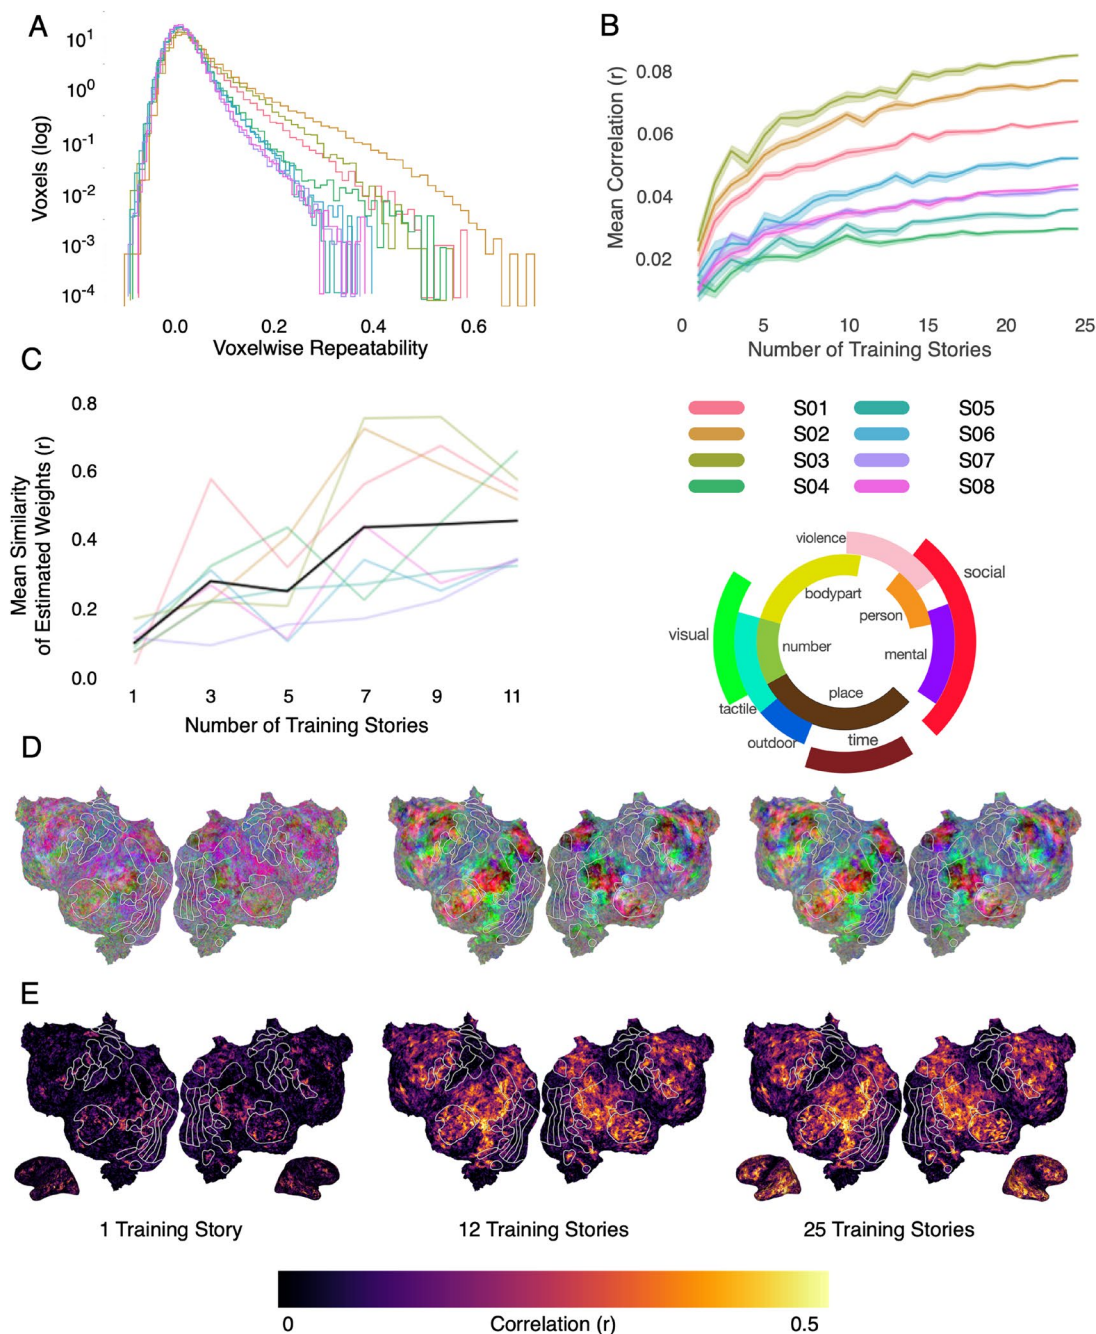 A
Voxels (log)
10¹
10⁰
10⁻¹
10⁻²
10⁻³
10⁻⁴
0.0 0.2 0.4 0.6
Voxelwise Repeatability
B
Mean Correlation (r)
0.08
0.06
0.04
0.02
0 5 10 15 20 25
Number of Training Stories
C
Mean Similarity
of Estimated Weights (r)
0.8
0.6
0.4
0.2
0.0
1 3 5 7 9 11
Number of Training Stories
S01 S05
S02 S06
S03 S07
S04 S08
violence
social
bodypart
person
visual
number
mental
place
tactile
outdoor
time
D
E
1 Training Story 12 Training Stories 25 Training Stories
0 Correlation (r) 0.5